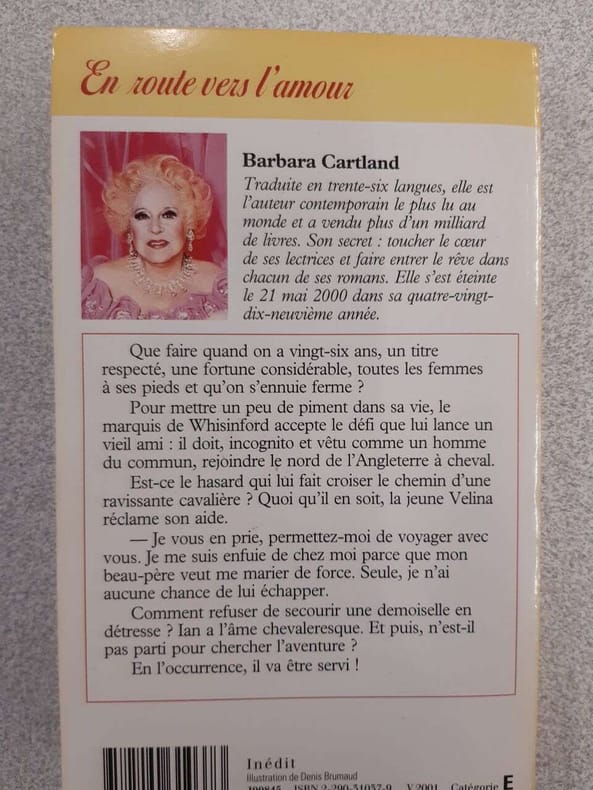 En route vers l'amour
Barbara Cartland
Traduite en trente-six langues, elle est
l'auteur contemporain le plus lu au
monde et a vendu plus d'un milliard
de livres. Son secret : toucher le cœur
de ses lectrices et faire entrer le rêve dans
chacun de ses romans. Elle s'est éteinte
le 21 mai 2000 dans sa quatre-vingt-
dix-neuvième année.
Que faire quand on a vingt-six ans, un titre
respecté, une fortune considérable, toutes les femmes
à ses pieds et qu'on s'ennuie ferme ?
Pour mettre un peu de piment dans sa vie, le
marquis de Whisinford accepte le défi que lui lance un
vieil ami : il doit, incognito et vêtu comme un homme
du commun, rejoindre le nord de l'Angleterre à cheval.
Est-ce le hasard qui lui fait croiser le chemin d'une
ravissante cavalière ? Quoi qu'il en soit, la jeune Velina
réclame son aide.
— Je vous en prie, permettez-moi de voyager avec
vous. Je me suis enfuie de chez moi parce que mon
beau-père veut me marier de force. Seule, je n'ai
aucune chance de lui échapper.
Comment refuser de secourir une demoiselle en
détresse ? Ian a l'âme chevaleresque. Et puis, n'est-il
pas parti pour chercher l'aventure ?
En l'occurrence, il va être servi !
Inédit
Illustration de Denis Brumaud
ISBN 2-290-31057-9 V.2001 Catégorie E